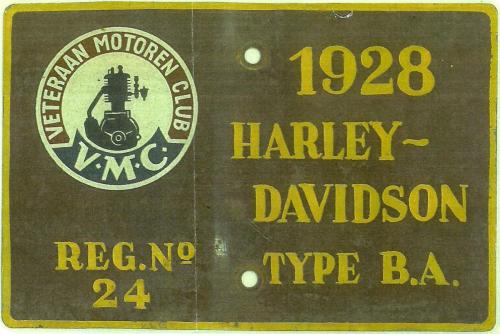 VETERAAN MOTOREN CLUB
V.M.C.
REG.Nº
24
1928
HARLEY~
DAVIDSON
TYPE B.A.